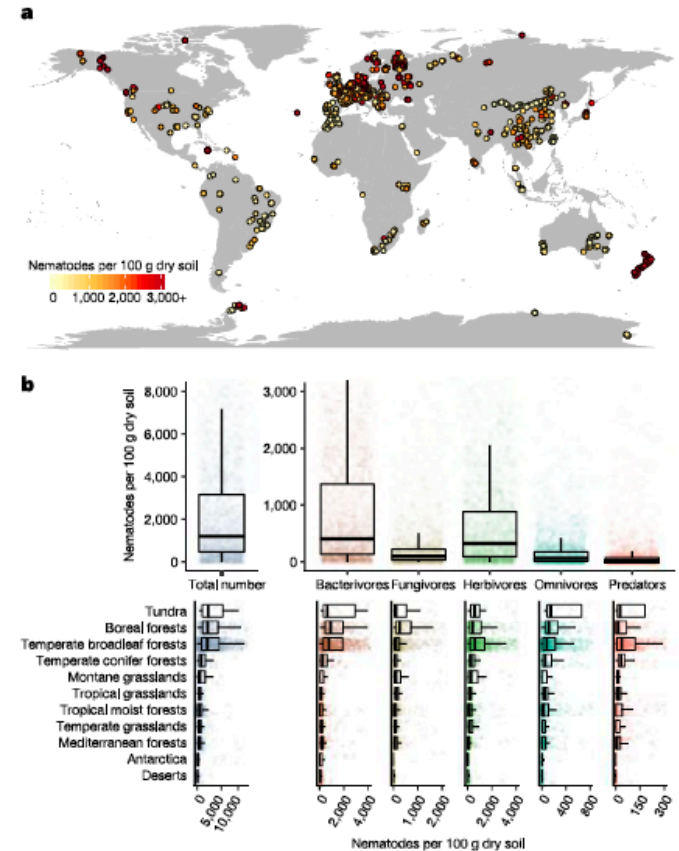 a
Nematodes per 100 g dry soil
0 1,000 2,000 3,000+
b
Nematodes per 100 g dry soil
8,000
6,000
4,000
2,000
0
3,000
2,000
1,000
0
Total number
Bacterivores Fungivores Herbivores Omnivores Predators
Tundra
Boreal forests
Temperate broadleaf forests
Temperate conifer forests
Montane grasslands
Tropical grasslands
Tropical moist forests
Temperate grasslands
Mediterranean forests
Antarctica
Deserts
0 5,000 10,000 0 2,000 4,000 0 1,000 2,000 0 2,000 4,000 0 400 800 0 150 300
Nematodes per 100 g dry soil